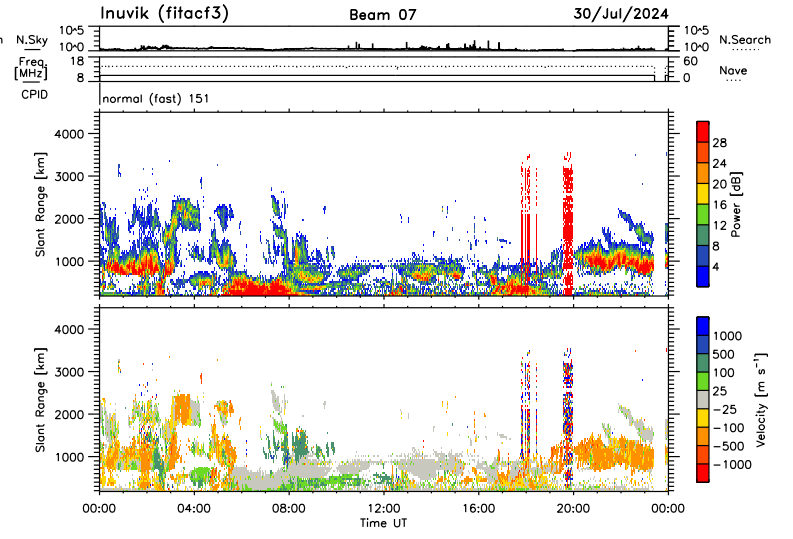 Inuvik (fitacf3) Beam 07 30/Jul/2024
10^5 10^5
n N.Sky N.Search
10^0 10^0
Freq. 18 60
[MHz] Nave
8 0
CPID
normal (fast) 151
4000
3000
2000
1000
Slant Range [km]
28
24
20
16
12
8
4
Power [dB]
4000
3000
2000
1000
Slant Range [km]
1000
500
100
25
-25
-100
-500
-1000
Velocity [m s⁻¹]
00:00 04:00 08:00 12:00 16:00 20:00 00:00
Time UT